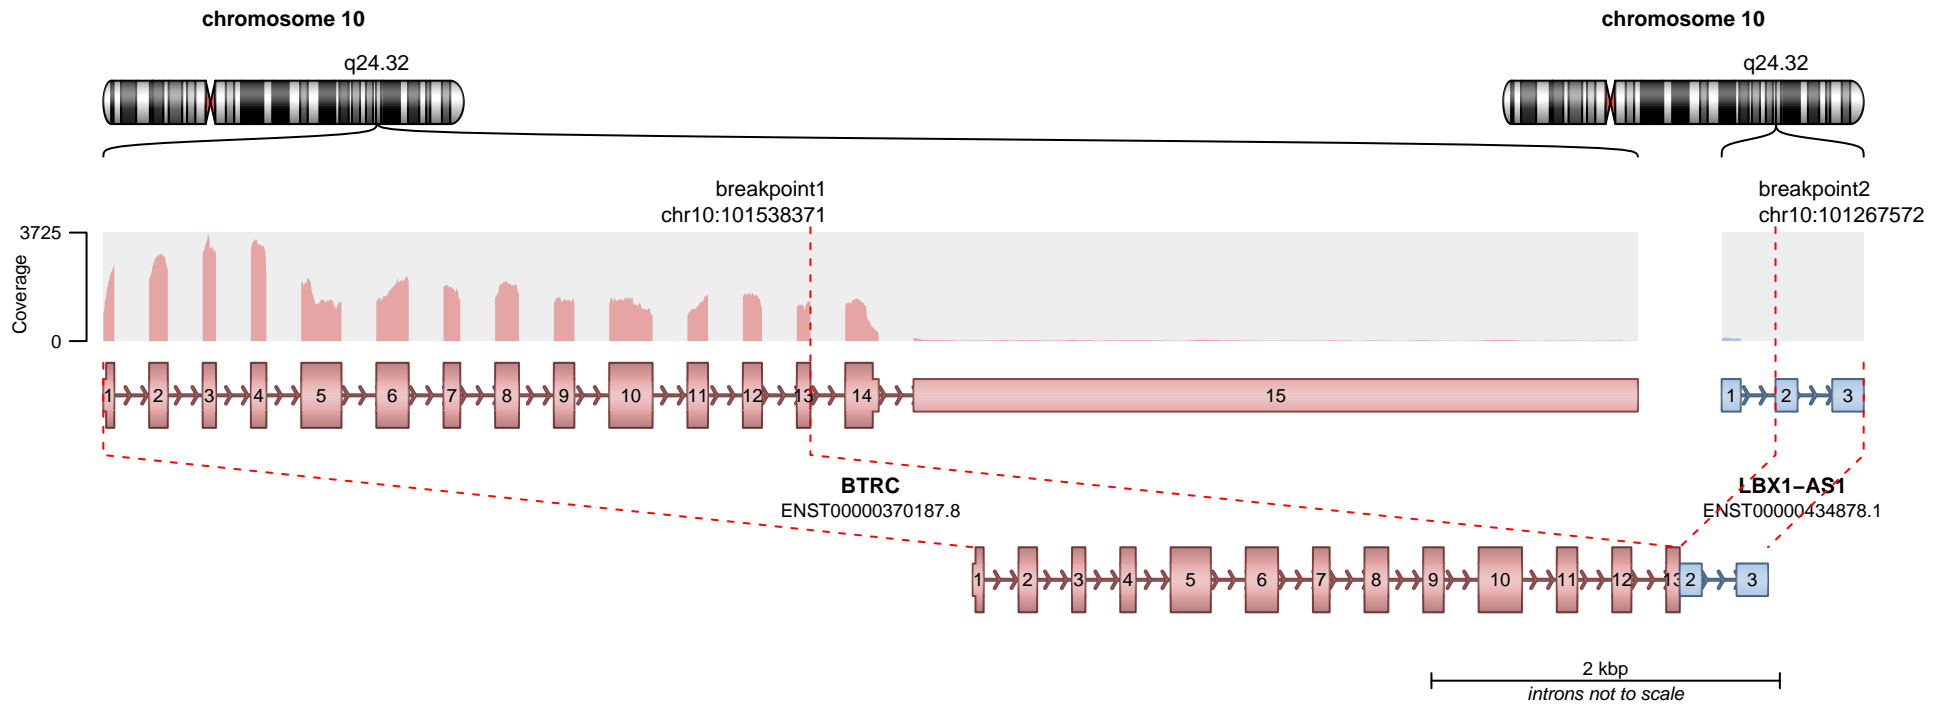 chromosome 10
chromosome 10
q24.32
q24.32
breakpoint1
chr10:101538371
breakpoint2
chr10:101267572
3725
Coverage
0
1 2 3 4 5 6 7 8 9 10 11 12 13 14 15 1 2 3
BTRC
ENST00000370187.8
LBX1−AS1
ENST00000434878.1
1 2 3 4 5 6 7 8 9 10 11 12 13 2 3
2 kbp
introns not to scale